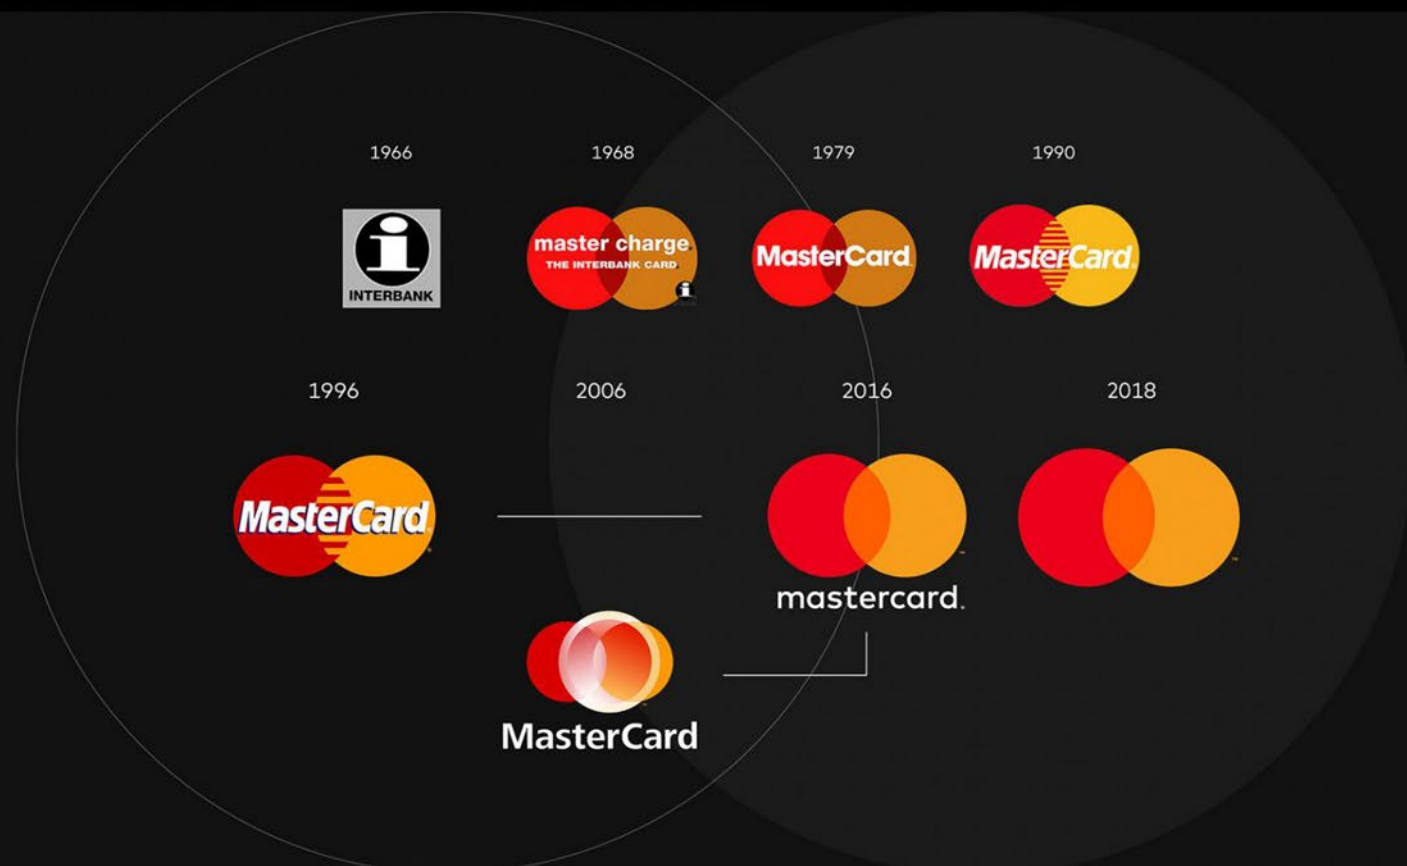 1966
1968
1979
1990
i
INTERBANK
master charge
THE INTERBANK CARD
i
MasterCard
MasterCard
1996
2006
2016
2018
MasterCard
mastercard.
MasterCard